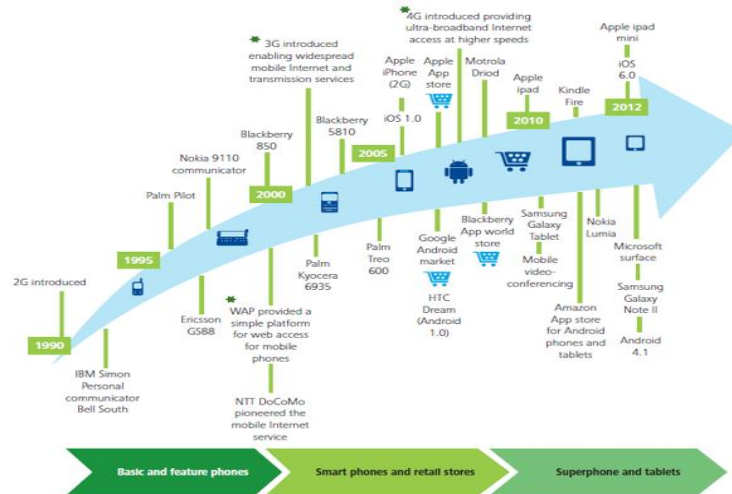 4G introduced providing
ultra-broadband Internet
access at higher speeds
3G introduced
enabling widespread
mobile Internet and
transmission services
Apple
iPhone
(2G)
iOS 1.0
Apple
App
store
Motrola
Driod
Apple
ipad
Kindle
Fire
Apple ipad
mini
iOS
6.0
2012
2010
Blackberry
5810
2005
Blackberry
850
2000
Nokia 9110
communicator
Palm Pilot
1995
2G introduced
1990
IBM Simon
Personal
communicator
Bell South
Ericsson
GS88
WAP provided a
simple platform
for web access
for mobile
phones
NTT DoCoMo
pioneered the
mobile Internet
service
Palm
Kyocera
6935
Palm
Treo
600
Google
Android
market
HTC
Dream
(Android
1.0)
Blackberry
App world
store
Samsung
Galaxy
Tablet
Mobile
video-
conferencing
Amazon
App store
for Android
phones and
tablets
Nokia
Lumia
Microsoft
surface
Samsung
Galaxy
Note II
Android
4.1
Basic and feature phones
Smart phones and retail stores
Superphone and tablets